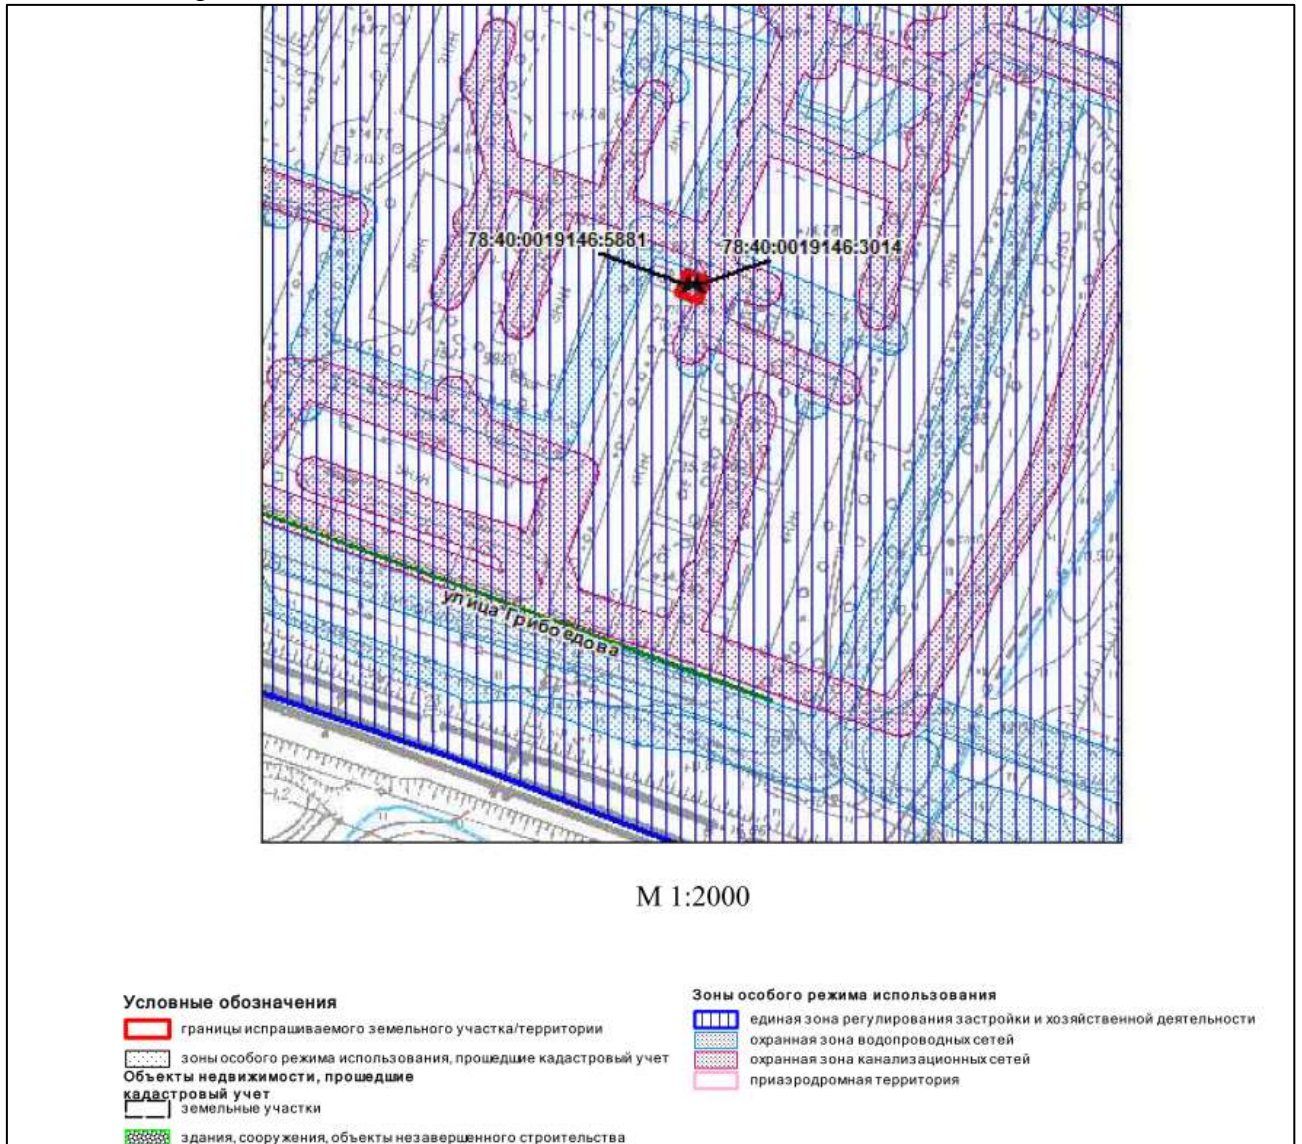 78:40:0019146:5881
78:40:0019146:3014
улица Грибоедова
М 1:2000
Условные обозначения
границы испрашиваемого земельного участка/территории
зоны особого режима использования, прошедшие кадастровый учет
Объекты недвижимости, прошедшие
кадастровый учет
земельные участки
здания, сооружения, объекты незавершенного строительства
Зоны особого режима использования
единая зона регулирования застройки и хозяйственной деятельности
охранная зона водопроводных сетей
охранная зона канализационных сетей
приаэродромная территория